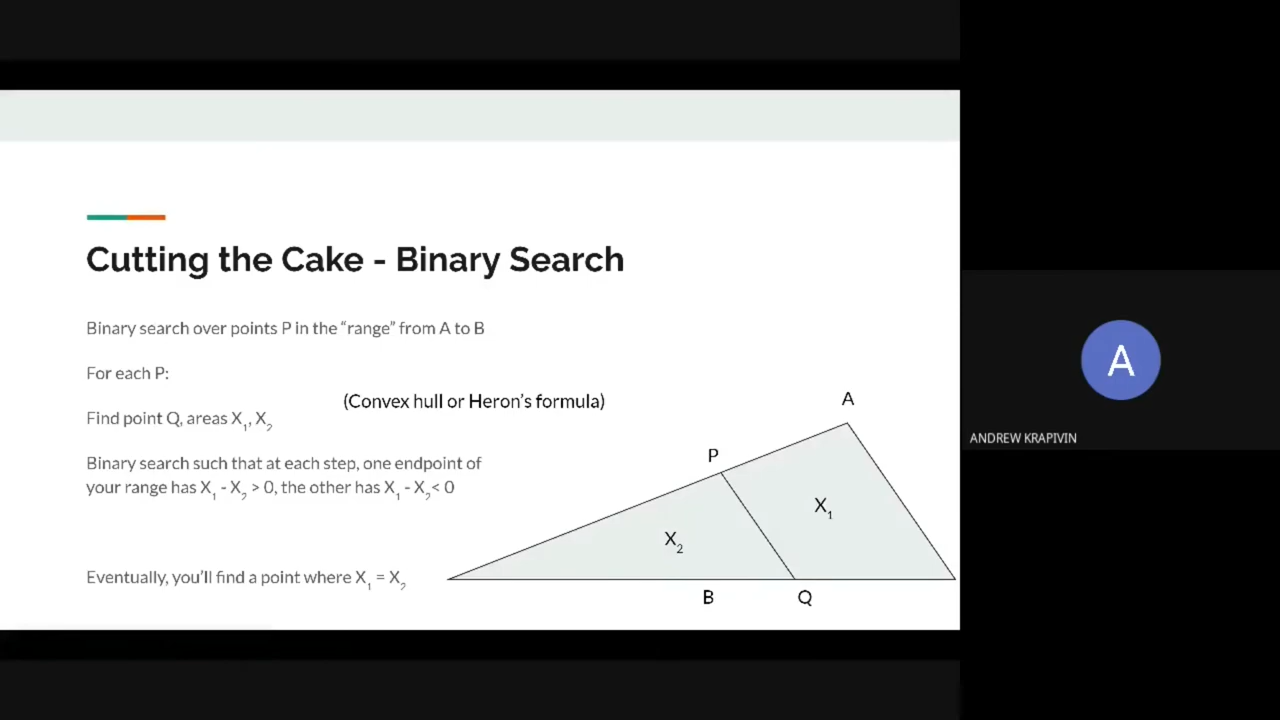 Cutting the Cake - Binary Search
Binary search over points P in the “range” from A to B
For each P:
(Convex hull or Heron’s formula)
Find point Q, areas X₁, X₂
Binary search such that at each step, one endpoint of
your range has X₁ - X₂ > 0, the other has X₁ - X₂< 0
Eventually, you’ll find a point where X₁ = X₂
A
P
X₁
X₂
B
Q
A
ANDREW KRAPIVIN